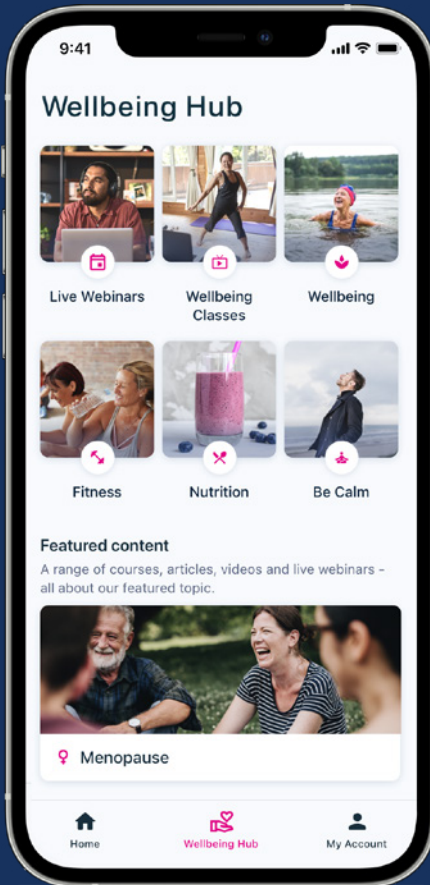 9:41
Wellbeing Hub
Live Webinars
Wellbeing
Classes
Wellbeing
Fitness
Nutrition
Be Calm
Featured content
A range of courses, articles, videos and live webinars –
all about our featured topic.
Menopause
Home
Wellbeing Hub
My Account